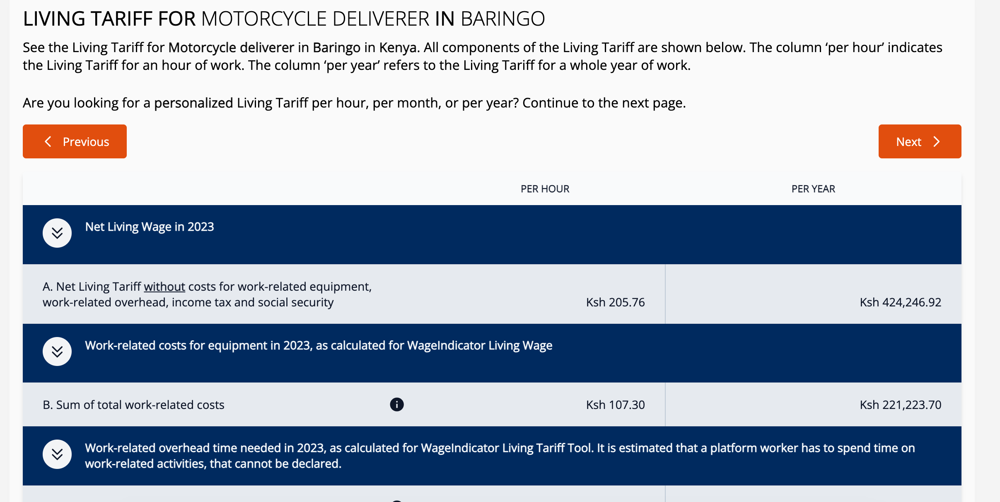 LIVING TARIFF FOR MOTORCYCLE DELIVERER IN BARINGO
See the Living Tariff for Motorcycle deliverer in Baringo in Kenya. All components of the Living Tariff are shown below. The column ‘per hour’ indicates
the Living Tariff for an hour of work. The column ‘per year’ refers to the Living Tariff for a whole year of work.
Are you looking for a personalized Living Tariff per hour, per month, or per year? Continue to the next page.
Previous
Next
PER HOUR
PER YEAR
Net Living Wage in 2023
A. Net Living Tariff without costs for work-related equipment,
work-related overhead, income tax and social security
Ksh 205.76
Ksh 424,246.92
Work-related costs for equipment in 2023, as calculated for WageIndicator Living Wage
B. Sum of total work-related costs
Ksh 107.30
Ksh 221,223.70
Work-related overhead time needed in 2023, as calculated for WageIndicator Living Tariff Tool. It is estimated that a platform worker has to spend time on
work-related activities, that cannot be declared.